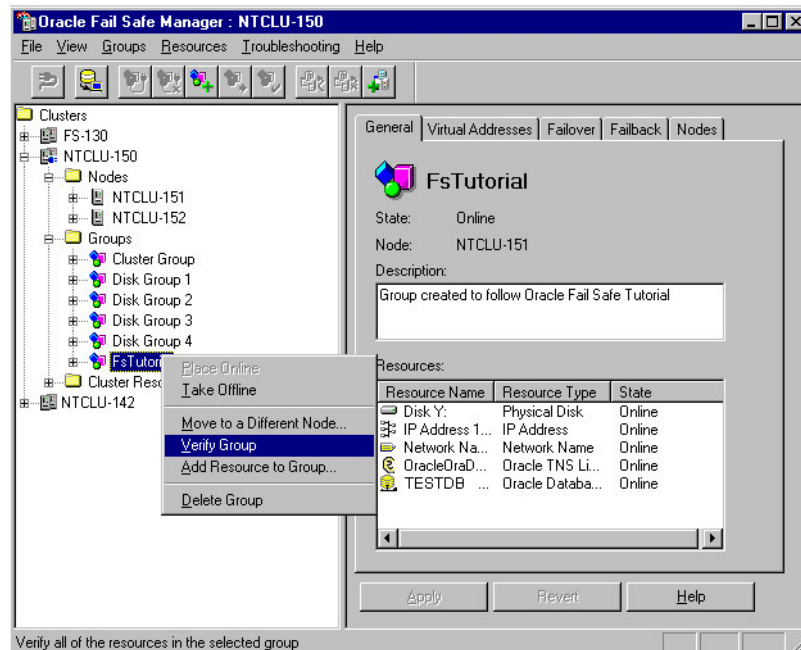 Oracle Fail Safe Manager : NTCLU-150
File View Groups Resources Troubleshooting Help
Clusters
FS-130
NTCLU-150
Nodes
NTCLU-151
NTCLU-152
Groups
Cluster Group
Disk Group 1
Disk Group 2
Disk Group 3
Disk Group 4
FsTutor
Cluster Reso
NTCLU-142
Place Online
Take Offline
Move to a Different Node...
Verify Group
Add Resource to Group...
Delete Group
General Virtual Addresses Failover Failback Nodes
FsTutorial
State: Online
Node: NTCLU-151
Description:
Group created to follow Oracle Fail Safe Tutorial
Resources:
Resource Name Resource Type State
Disk Y: Physical Disk Online
IP Address 1... IP Address Online
Network Na... Network Name Online
OracleOraD... Oracle TNS Li... Online
TESTDB ... Oracle Databa... Online
Apply Revert Help
Verify all of the resources in the selected group